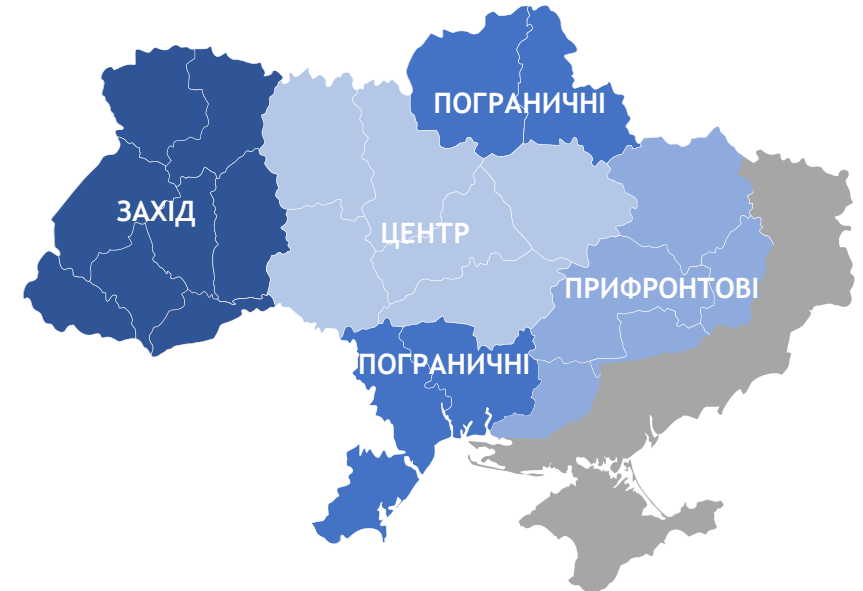 ПОГРАНИЧНІ
ЗАХІД
ЦЕНТР
ПРИФРОНТОВІ
ПОГРАНИЧНІ